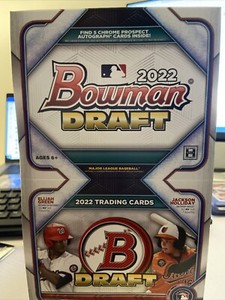 FIND 3 CHROME PROSPECT
AUTOGRAPH CARDS INSIDE!
2022
Bowman
DRAFT
AGES 6+
MAJOR LEAGUE BASEBALL
2022 TRADING CARDS
ELIJAH
GREEN
JACKSON
HOLLIDAY
B
DRAFT